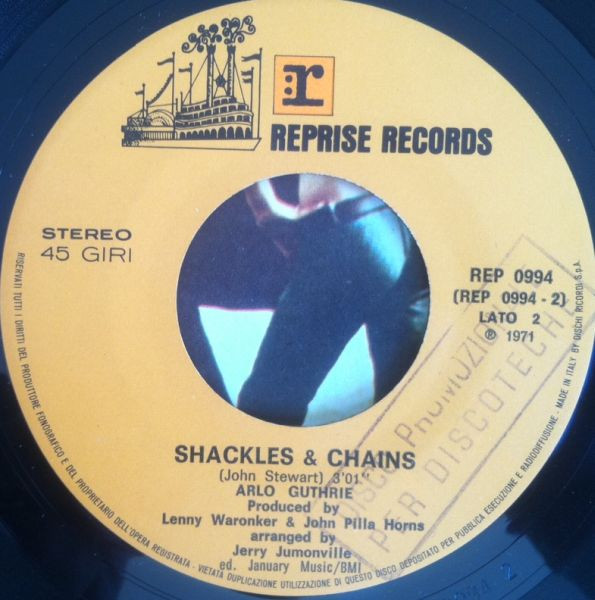 r
REPRISE RECORDS
STEREO
45 GIRI
REP 0994
(REP 0994 - 2)
LATO 2
℗ 1971
DISCO PROMOZIONALE
PER DISCOTECHE
SHACKLES & CHAINS
(John Stewart) 3'01"
ARLO GUTHRIE
Produced by
Lenny Waronker & John Pilla Horns
arranged by
Jerry Jumonville
ed. January Music/BMI
RISERVATI TUTTI I DIRITTI DEL PRODUTTORE FONOGRAFICO E DEL PROPRIETARIO DELL'OPERA REGISTRATA - VIETATA DUPLICAZIONE UTILIZZAZIONE DI QUESTO DISCO DEPOSITATO PER PUBBLICA ESECUZIONE E RADIODIFFUSIONE - MADE IN ITALY BY DISCHI RICORDI S.p.A.